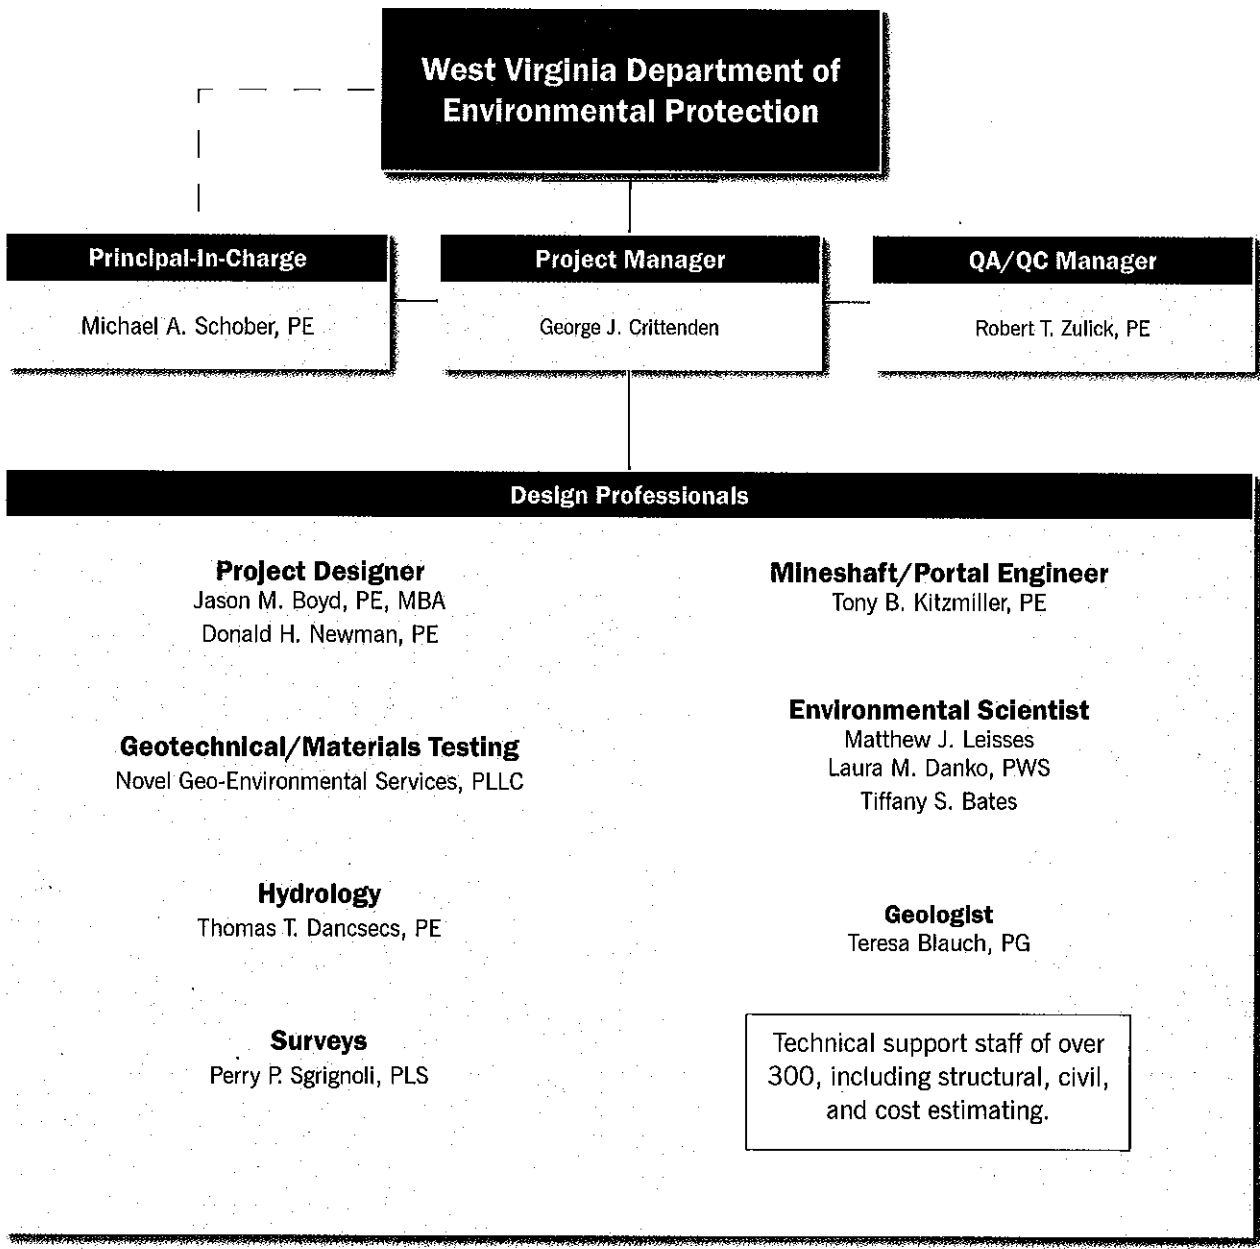 West Virginia Department of
Environmental Protection
Principal-In-Charge
Michael A. Schober, PE
Project Manager
George J. Crittenden
QA/QC Manager
Robert T. Zulick, PE
Design Professionals
Project Designer
Jason M. Boyd, PE, MBA
Donald H. Newman, PE
Geotechnical/Materials Testing
Novel Geo-Environmental Services, PLLC
Hydrology
Thomas T. Dancsecs, PE
Surveys
Perry P. Sgrignoli, PLS
Mineshaft/Portal Engineer
Tony B. Kitzmiller, PE
Environmental Scientist
Matthew J. Leisses
Laura M. Danko, PWS
Tiffany S. Bates
Geologist
Teresa Blauch, PG
Technical support staff of over
300, including structural, civil,
and cost estimating.